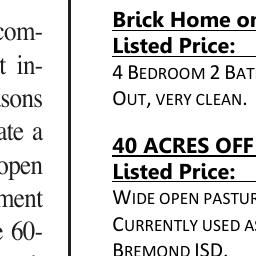 com-
t in-
sons
ate a
open
ment
e 60-
Brick Home on
Listed Price:
4 BEDROOM 2 BAT
OUT, VERY CLEAN.
40 ACRES OFF
Listed Price:
WIDE OPEN PASTUR
CURRENTLY USED AS
BREMOND ISD.